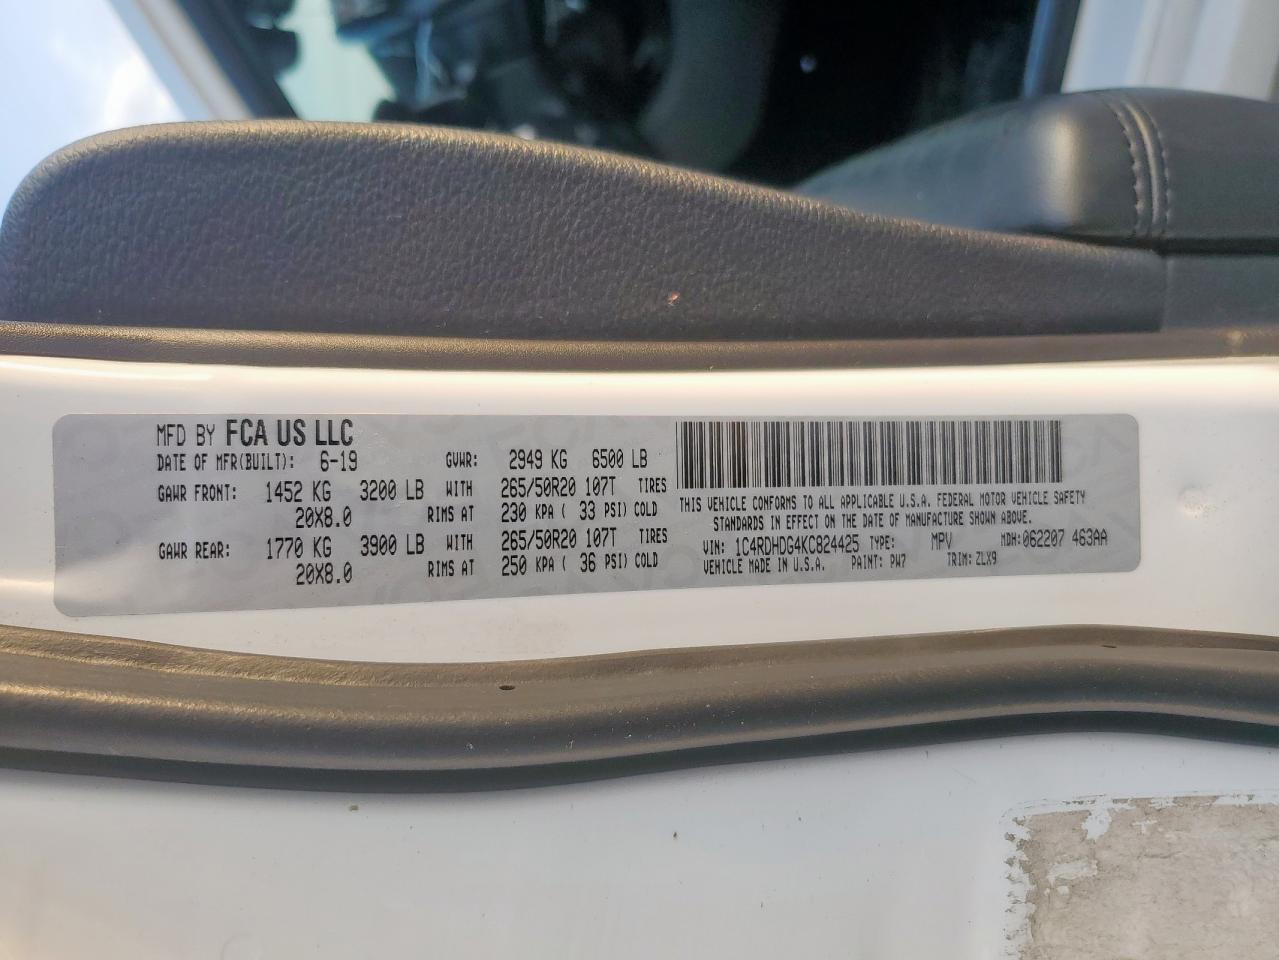 MFD BY FCA US LLC
DATE OF MFR(BUILT): 6-19 GVWR: 2949 KG 6500 LB
GAWR FRONT: 1452 KG 3200 LB WITH 265/50R20 107T TIRES
20X8.0 RIMS AT 230 KPA ( 33 PSI) COLD
GAWR REAR: 1770 KG 3900 LB WITH 265/50R20 107T TIRES
20X8.0 RIMS AT 250 KPA ( 36 PSI) COLD
THIS VEHICLE CONFORMS TO ALL APPLICABLE U.S.A. FEDERAL MOTOR VEHICLE SAFETY
STANDARDS IN EFFECT ON THE DATE OF MANUFACTURE SHOWN ABOVE.
VIN: 1C4RDHDG4KC824425 TYPE: MPV MDH: 062207 463AA
VEHICLE MADE IN U.S.A. PAINT: PW7 TRIM: ZLX9